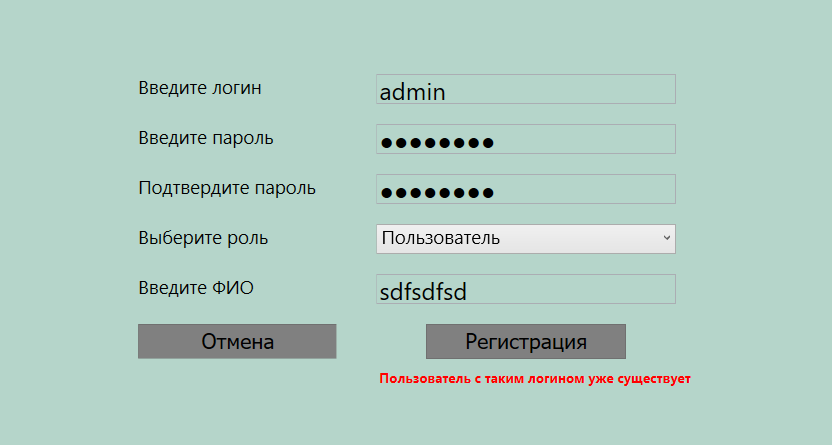 Введите логин
admin
Введите пароль
●●●●●●●●
Подтвердите пароль
●●●●●●●●
Выберите роль
Пользователь
Введите ФИО
sdfsdfsd
Отмена
Регистрация
Пользователь с таким логином уже существует